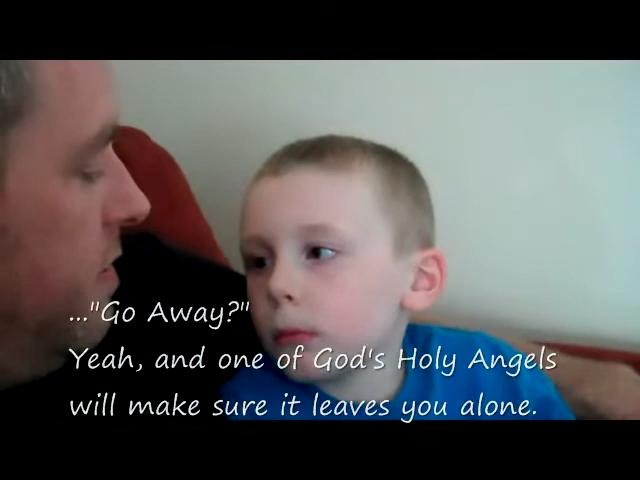 ..."Go Away?"
Yeah, and one of God's Holy Angels
will make sure it leaves you alone.